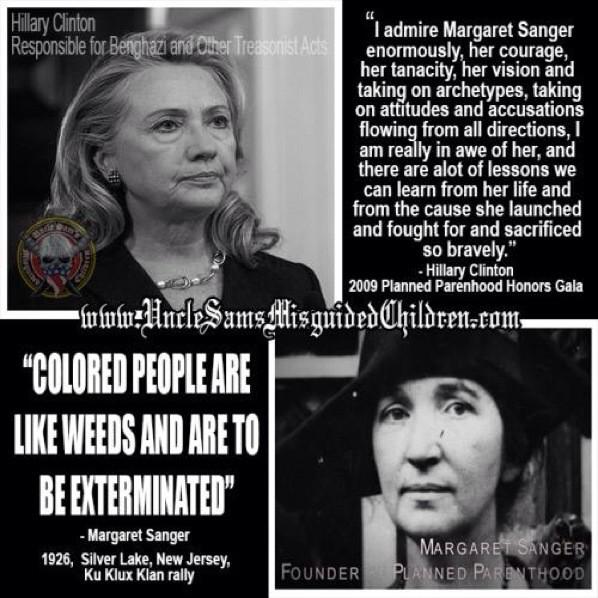 Hillary Clinton
Responsible for Benghazi and Other Treasonist Acts
"I admire Margaret Sanger
enormously, her courage,
her tanacity, her vision and
taking on archetypes, taking
on attitudes and accusations
flowing from all directions, I
am really in awe of her, and
there are alot of lessons we
can learn from her life and
from the cause she launched
and fought for and sacrificed
so bravely."
- Hillary Clinton
2009 Planned Parenhood Honors Gala
Uncle Sam's
www.UncleSamsMisguidedChildren.com
"COLORED PEOPLE ARE
LIKE WEEDS AND ARE TO
BE EXTERMINATED"
- Margaret Sanger
1926, Silver Lake, New Jersey,
Ku Klux Klan rally
MARGARET SANGER
FOUNDER PLANNED PARENTHOOD